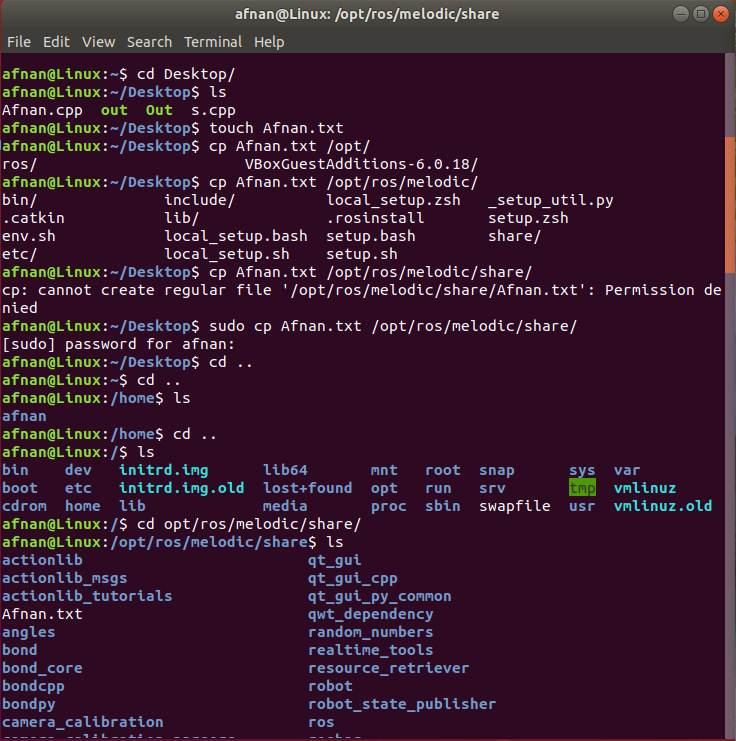 afnan@Linux: /opt/ros/melodic/share
File Edit View Search Terminal Help
afnan@Linux:~$ cd Desktop/
afnan@Linux:~/Desktop$ ls
Afnan.cpp  out  Out  s.cpp
afnan@Linux:~/Desktop$ touch Afnan.txt
afnan@Linux:~/Desktop$ cp Afnan.txt /opt/
ros/                       VBoxGuestAdditions-6.0.18/
afnan@Linux:~/Desktop$ cp Afnan.txt /opt/ros/melodic/
bin/              include/          local_setup.zsh   _setup_util.py
.catkin           lib/              .rosinstall       setup.zsh
env.sh            local_setup.bash  setup.bash        share/
etc/              local_setup.sh    setup.sh
afnan@Linux:~/Desktop$ cp Afnan.txt /opt/ros/melodic/share/
cp: cannot create regular file '/opt/ros/melodic/share/Afnan.txt': Permission de
nied
afnan@Linux:~/Desktop$ sudo cp Afnan.txt /opt/ros/melodic/share/
[sudo] password for afnan:
afnan@Linux:~/Desktop$ cd ..
afnan@Linux:~$ cd ..
afnan@Linux:/home$ ls
afnan
afnan@Linux:/home$ cd ..
afnan@Linux:/$ ls
bin    dev   initrd.img      lib64       mnt   root  snap      sys  var
boot   etc   initrd.img.old  lost+found  opt   run   srv       tmp  vmlinuz
cdrom  home  lib             media       proc  sbin  swapfile  usr  vmlinuz.old
afnan@Linux:/$ cd opt/ros/melodic/share/
afnan@Linux:/opt/ros/melodic/share$ ls
actionlib                         qt_gui
actionlib_msgs                    qt_gui_cpp
actionlib_tutorials               qt_gui_py_common
Afnan.txt                         qwt_dependency
angles                            random_numbers
bond                              realtime_tools
bond_core                         resource_retriever
bondcpp                           robot
bondpy                            robot_state_publisher
camera_calibration                ros